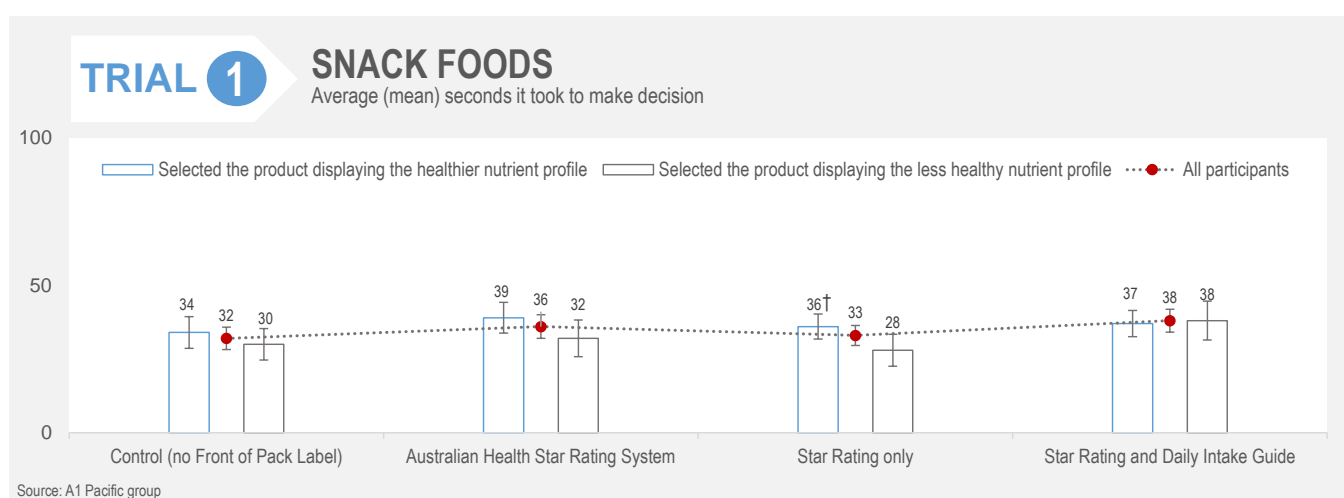 TRIAL 1
SNACK FOODS
Average (mean) seconds it took to make decision
100
Selected the product displaying the healthier nutrient profile
Selected the product displaying the less healthy nutrient profile
All participants
50
34
32
30
39
36
32
36†
33
28
37
38
38
0
Control (no Front of Pack Label)
Australian Health Star Rating System
Star Rating only
Star Rating and Daily Intake Guide
Source: A1 Pacific group